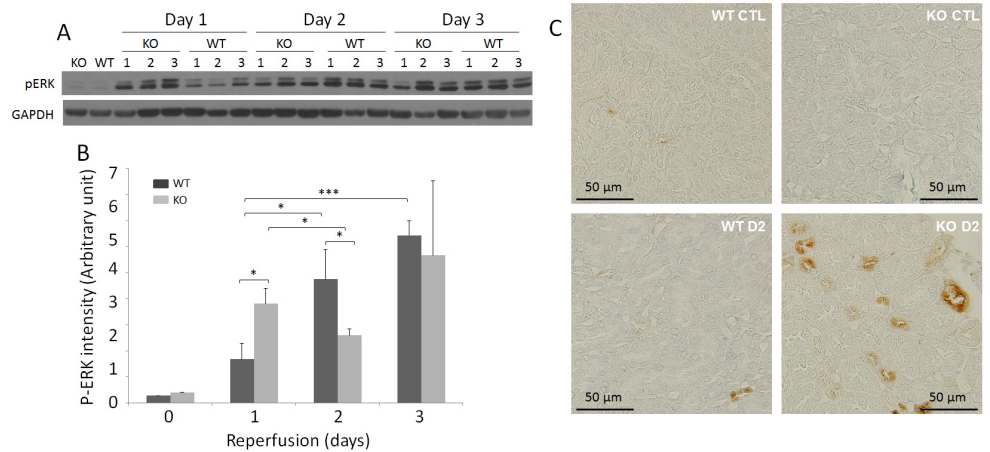 A
Day 1 Day 2 Day 3
KO WT KO WT KO WT
KO WT 1 2 3 1 2 3 1 2 3 1 2 3 1 2 3 1 2 3
pERK
GAPDH
B
P-ERK intensity (Arbitrary unit)
7
6
5
4
3
2
1
0
WT
KO
***
*
*
*
*
0 1 2 3
Reperfusion (days)
C
WT CTL
50 µm
KO CTL
50 µm
WT D2
50 µm
KO D2
50 µm